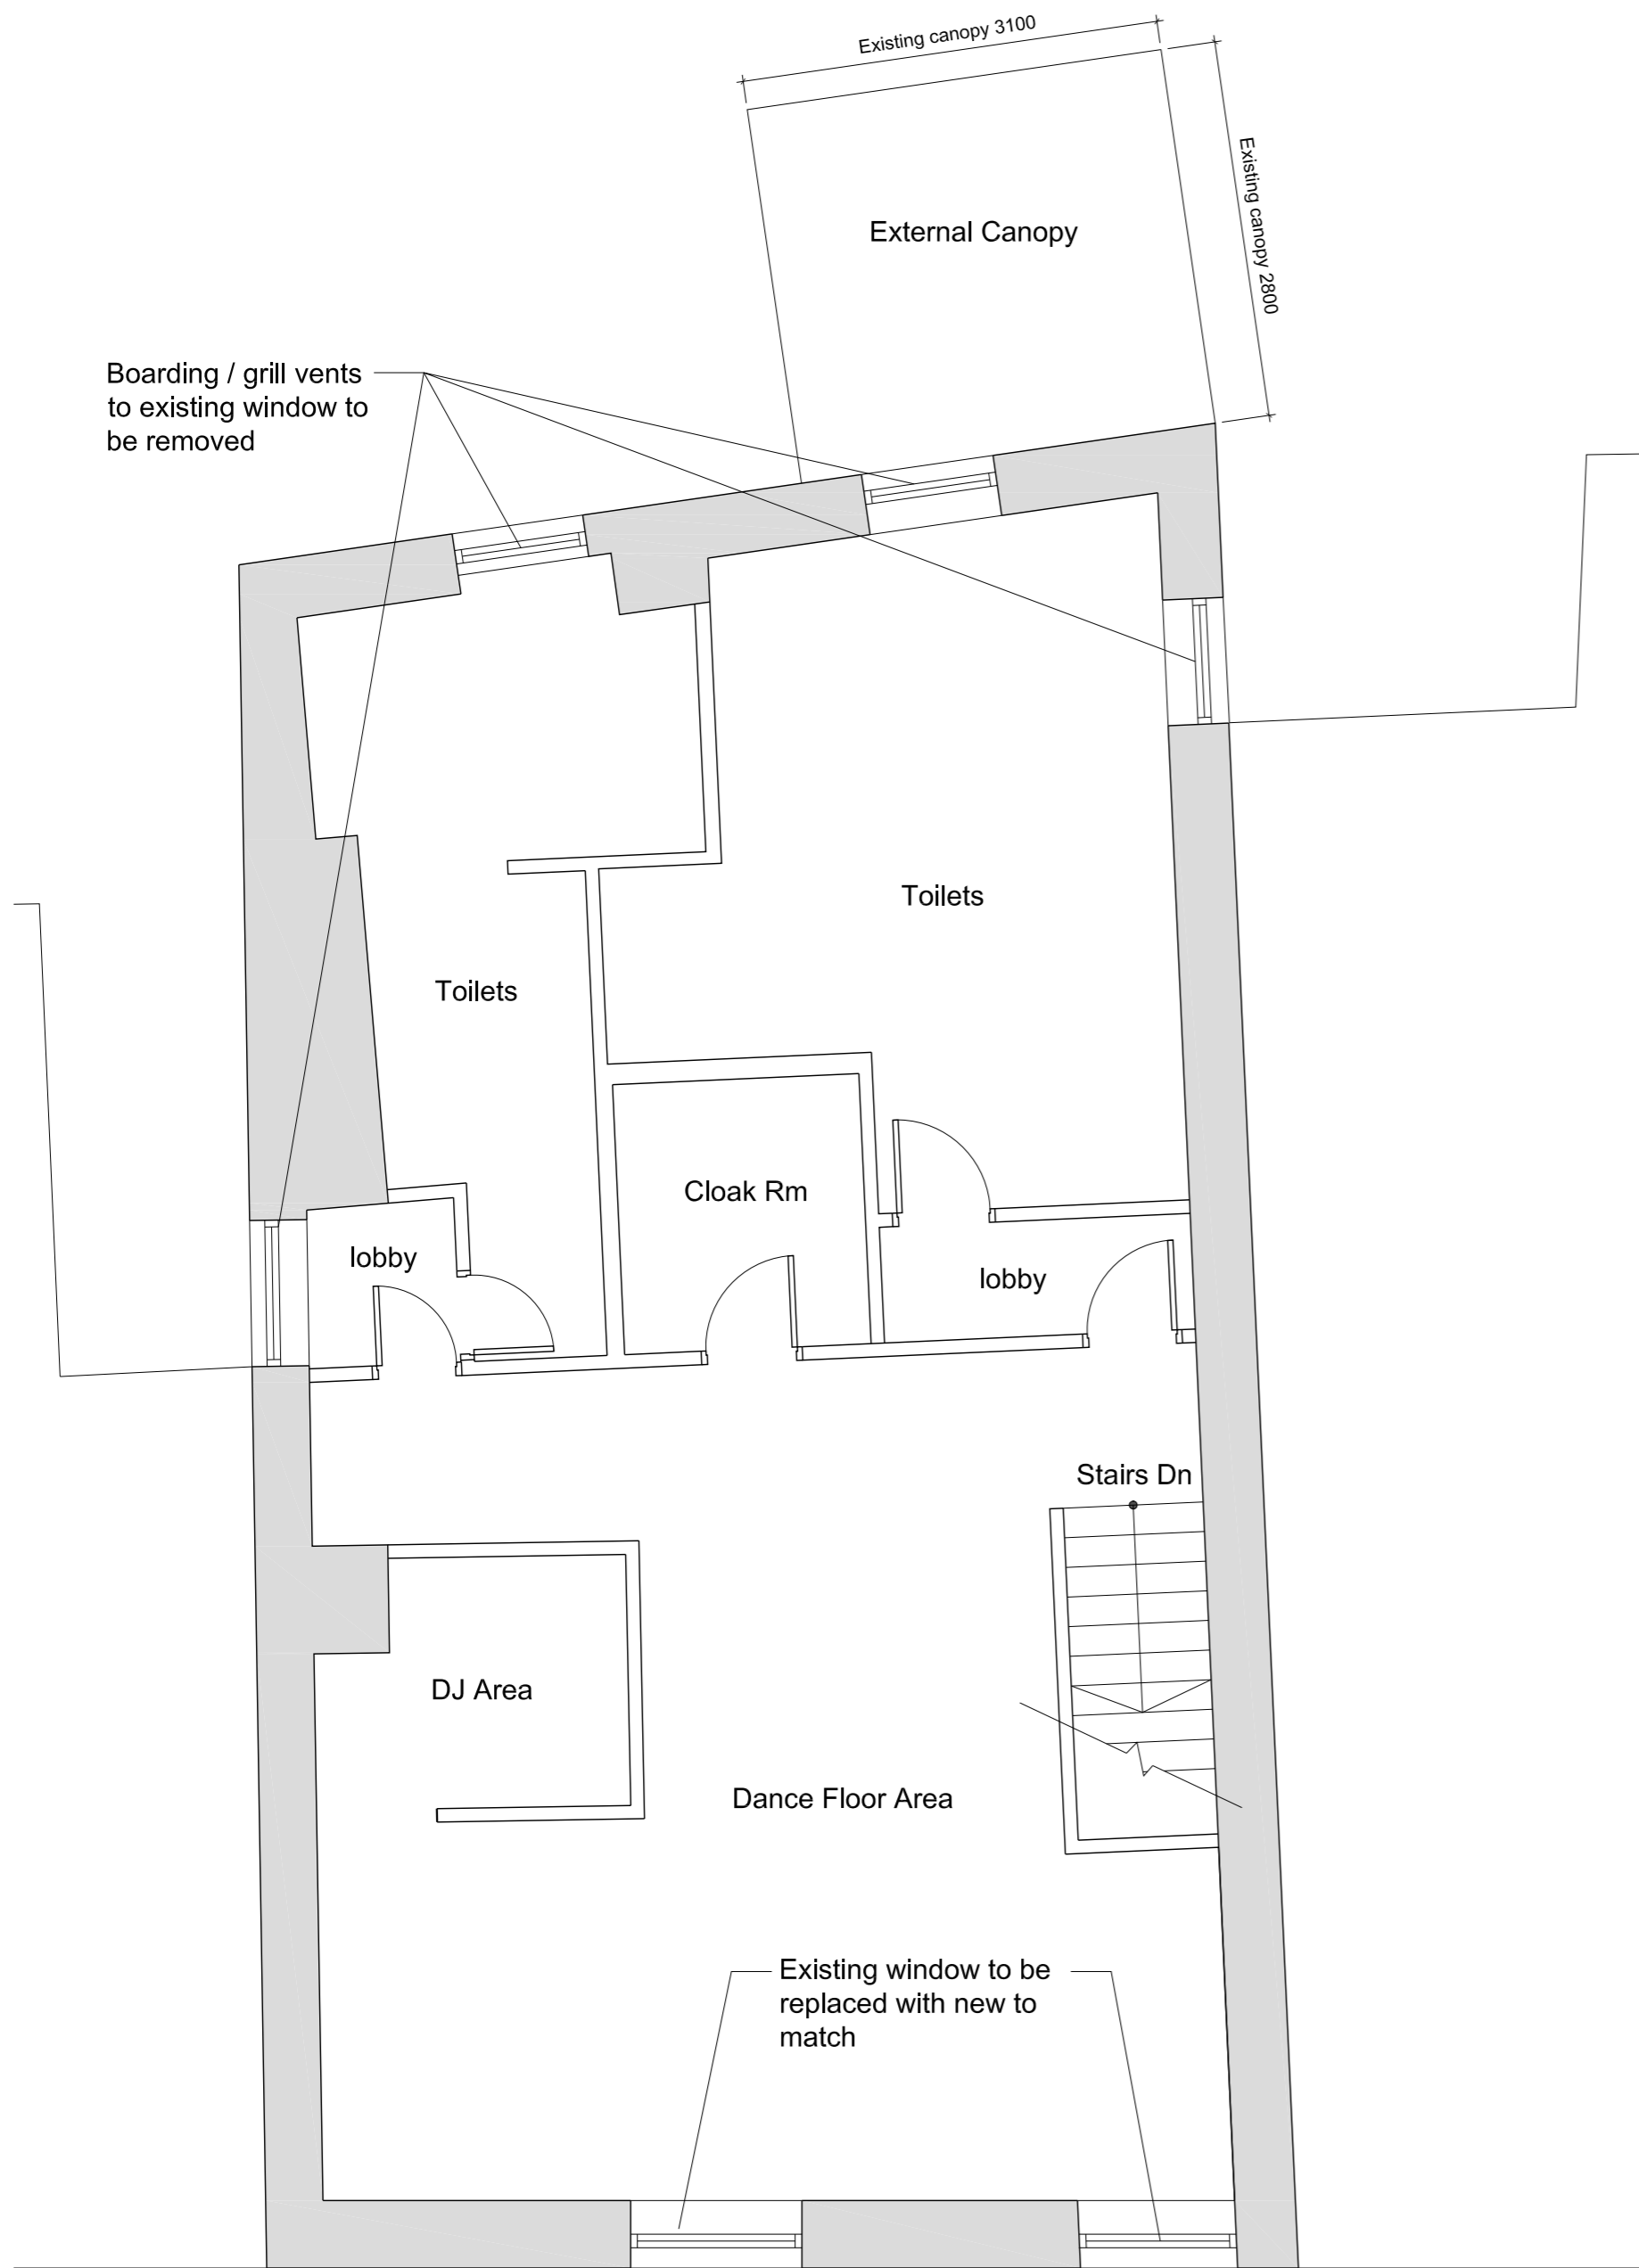 Existing canopy 3100
Existing canopy 2800
External Canopy
Boarding / grill vents
to existing window to
be removed
Toilets
Toilets
Cloak Rm
lobby
lobby
Stairs Dn
DJ Area
Dance Floor Area
Existing window to be
replaced with new to
match